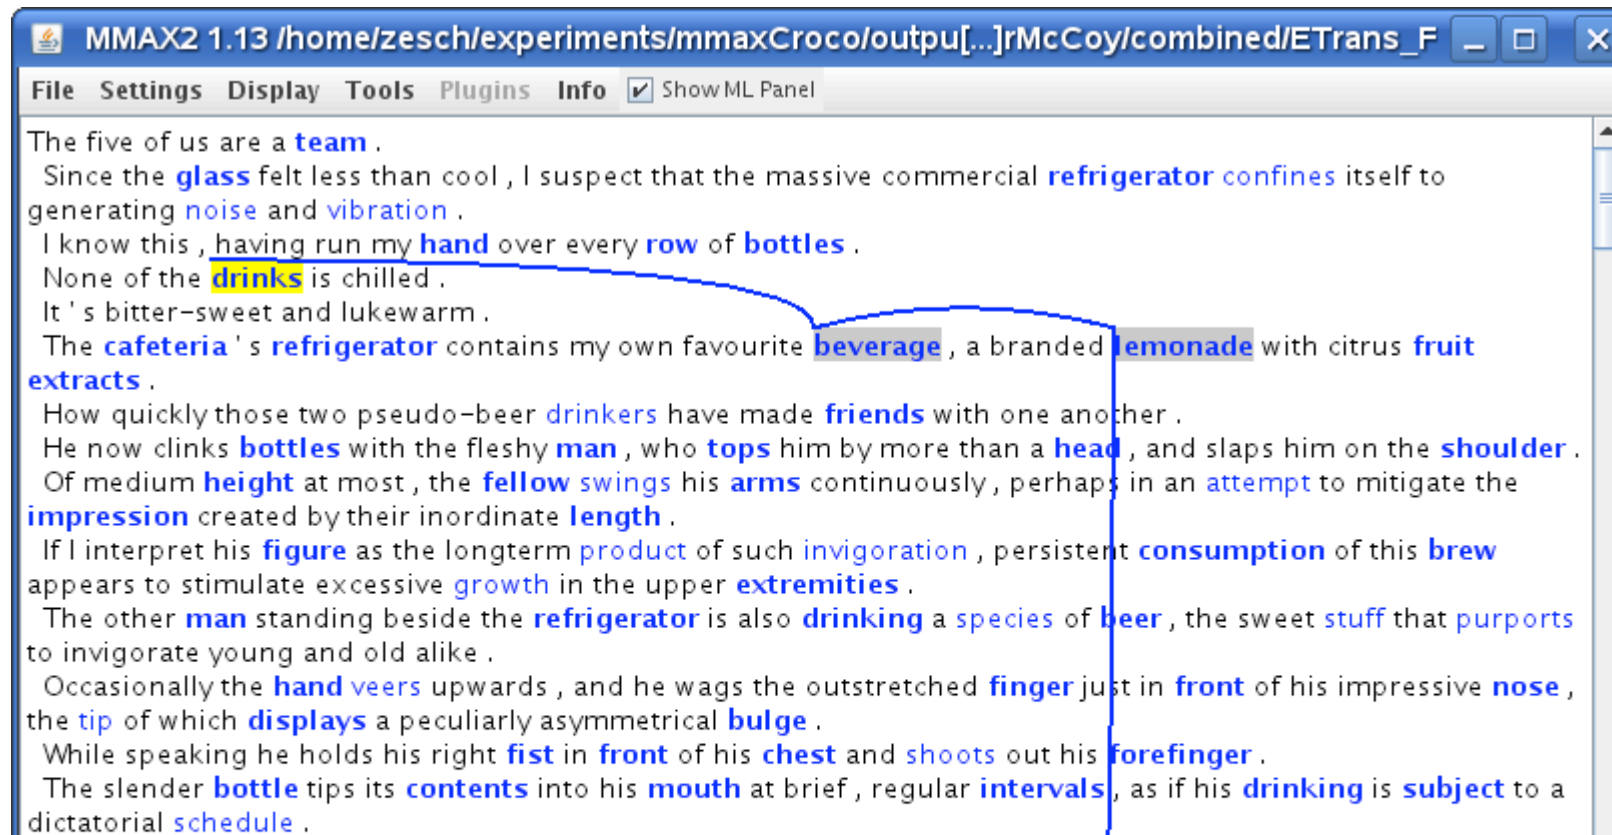 MMAX2 1.13 /home/zesch/experiments/mmaxCroco/outpu[...]rMcCoy/combined/ETrans_F
File Settings Display Tools Plugins Info Show ML Panel
The five of us are a team .
Since the glass felt less than cool , I suspect that the massive commercial refrigerator confines itself to
generating noise and vibration .
I know this , having run my hand over every row of bottles .
None of the drinks is chilled .
It ' s bitter-sweet and lukewarm .
The cafeteria ' s refrigerator contains my own favourite beverage , a branded lemonade with citrus fruit
extracts .
How quickly those two pseudo-beer drinkers have made friends with one another .
He now clinks bottles with the fleshy man , who tops him by more than a head , and slaps him on the shoulder .
Of medium height at most , the fellow swings his arms continuously , perhaps in an attempt to mitigate the
impression created by their inordinate length .
If I interpret his figure as the longterm product of such invigoration , persistent consumption of this brew
appears to stimulate excessive growth in the upper extremities .
The other man standing beside the refrigerator is also drinking a species of beer , the sweet stuff that purports
to invigorate young and old alike .
Occasionally the hand veers upwards , and he wags the outstretched finger just in front of his impressive nose ,
the tip of which displays a peculiarly asymmetrical bulge .
While speaking he holds his right fist in front of his chest and shoots out his forefinger .
The slender bottle tips its contents into his mouth at brief , regular intervals , as if his drinking is subject to a
dictatorial schedule .